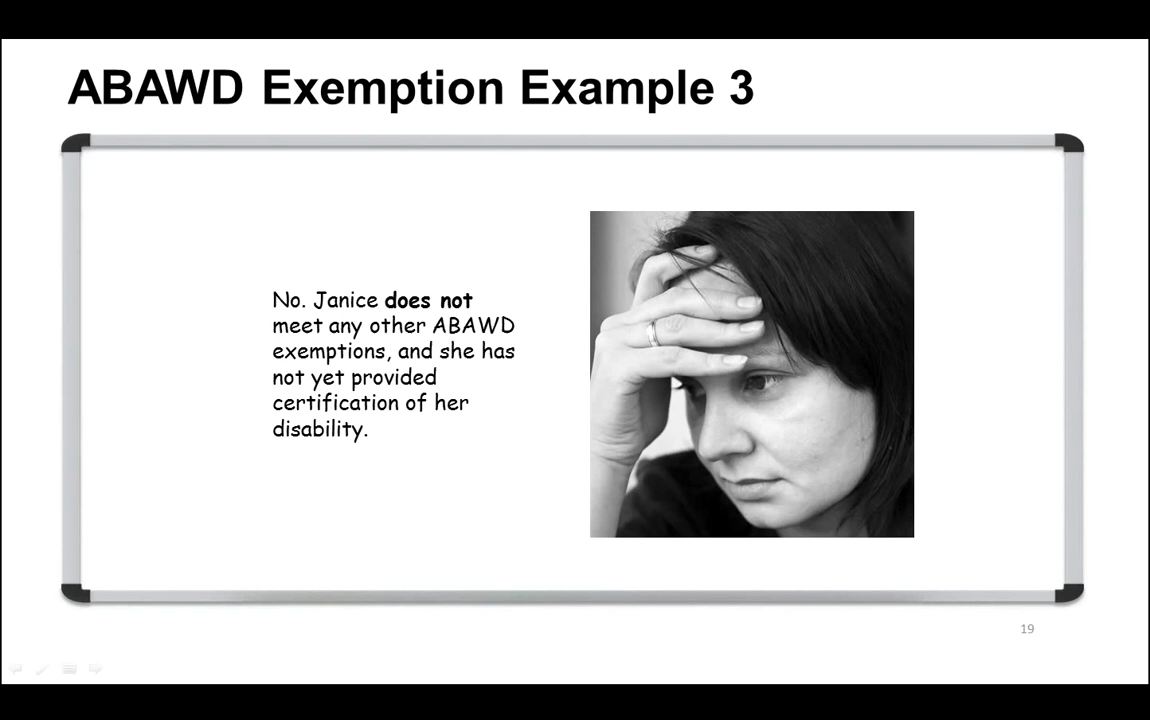 ABAWD Exemption Example 3
No. Janice does not
meet any other ABAWD
exemptions, and she has
not yet provided
certification of her
disability.
19